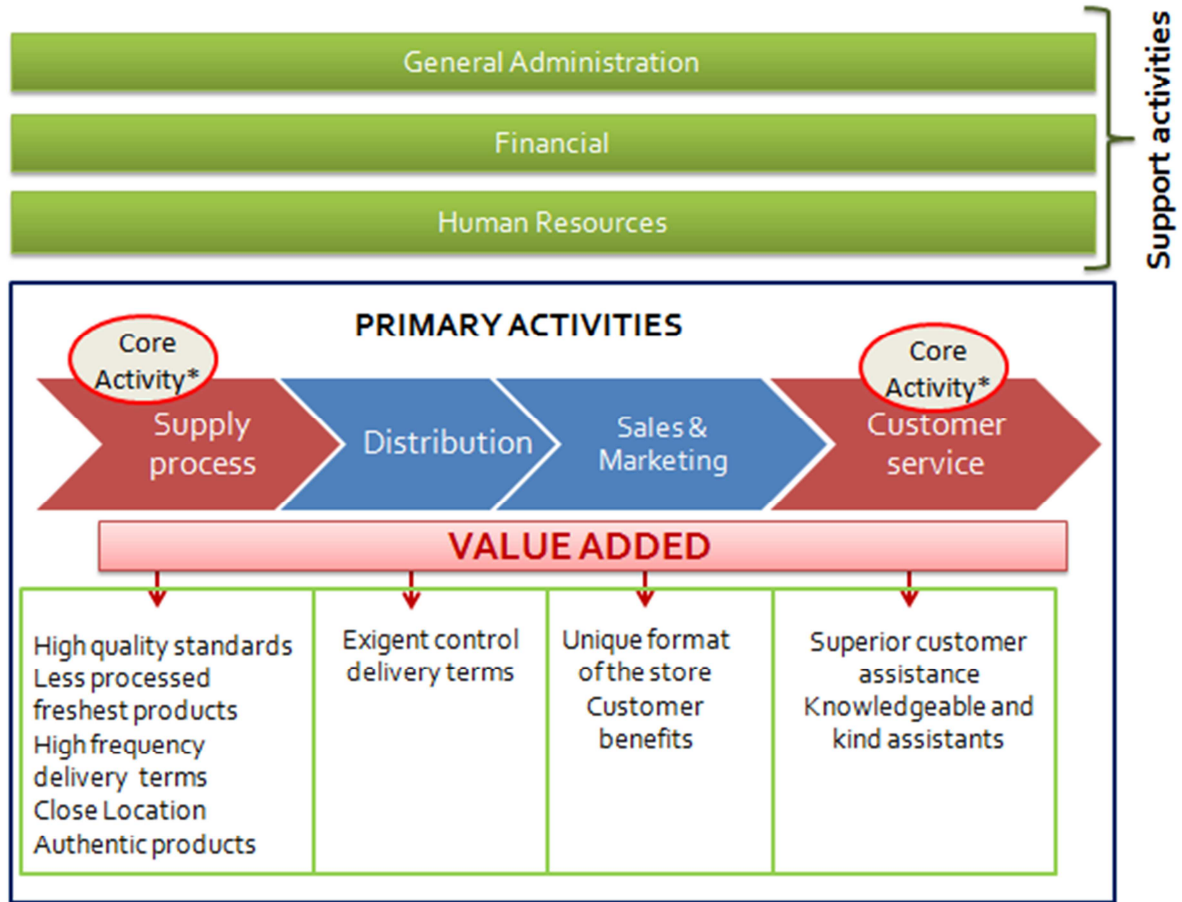 General Administration
Financial
Human Resources
Support activities
PRIMARY ACTIVITIES
Core
Activity*
Supply
process
Distribution
Sales &
Marketing
Core
Activity*
Customer
service
VALUE ADDED
High quality standards
Less processed
freshest products
High frequency
delivery terms
Close Location
Authentic products
Exigent control
delivery terms
Unique format
of the store
Customer
benefits
Superior customer
assistance
Knowledgeable and
kind assistants